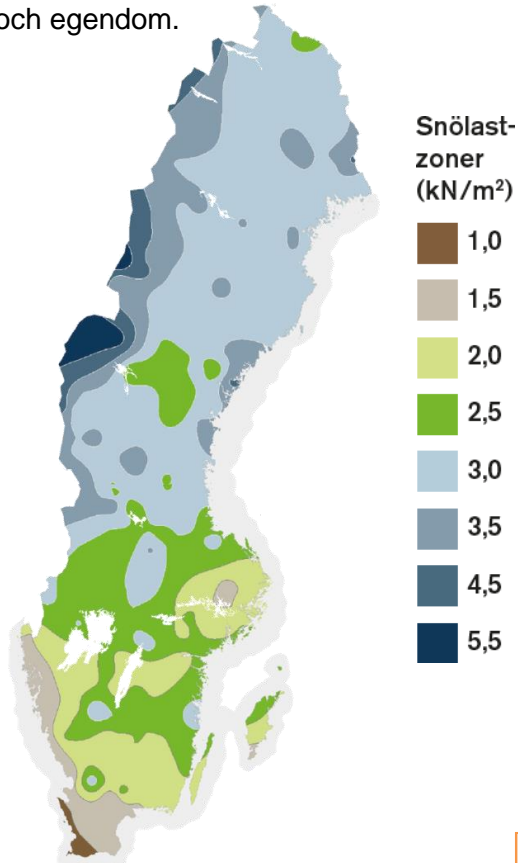 och egendom.
Snölast-
zoner
(kN/m²)
1,0
1,5
2,0
2,5
3,0
3,5
4,5
5,5